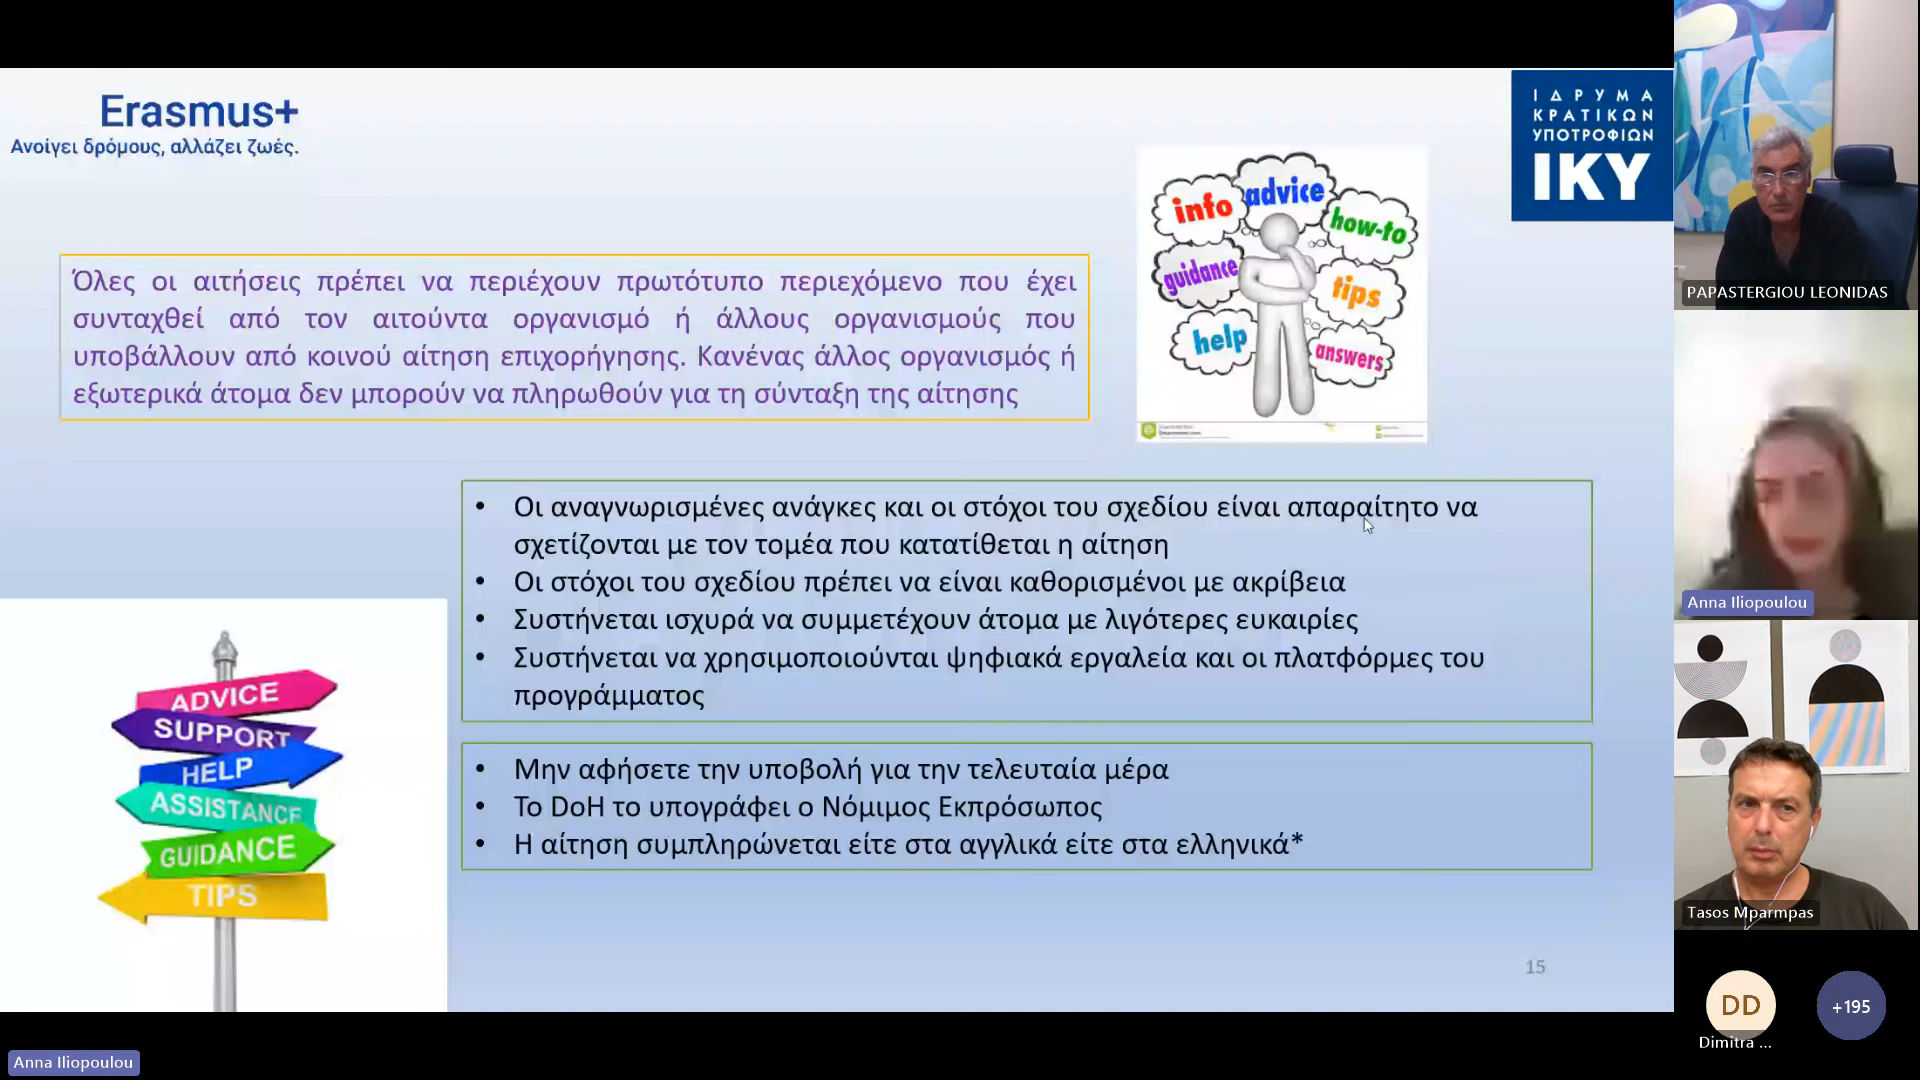 Erasmus+
Ανοίγει δρόμους, αλλάζει ζωές.
ΙΔΡΥΜΑ
ΚΡΑΤΙΚΩΝ
ΥΠΟΤΡΟΦΙΩΝ
ΙΚΥ
info
advice
how-to
guidance
tips
help
answers
Όλες οι αιτήσεις πρέπει να περιέχουν πρωτότυπο περιεχόμενο που έχει
συνταχθεί από τον αιτούντα οργανισμό ή άλλους οργανισμούς που
υποβάλλουν από κοινού αίτηση επιχορήγησης. Κανένας άλλος οργανισμός ή
εξωτερικά άτομα δεν μπορούν να πληρωθούν για τη σύνταξη της αίτησης
• Οι αναγνωρισμένες ανάγκες και οι στόχοι του σχεδίου είναι απαραίτητο να
σχετίζονται με τον τομέα που κατατίθεται η αίτηση
• Οι στόχοι του σχεδίου πρέπει να είναι καθορισμένοι με ακρίβεια
• Συστήνεται ισχυρά να συμμετέχουν άτομα με λιγότερες ευκαιρίες
• Συστήνεται να χρησιμοποιούνται ψηφιακά εργαλεία και οι πλατφόρμες του
προγράμματος
• Μην αφήσετε την υποβολή για την τελευταία μέρα
• Το DoH το υπογράφει ο Νόμιμος Εκπρόσωπος
• Η αίτηση συμπληρώνεται είτε στα αγγλικά είτε στα ελληνικά*
ADVICE
SUPPORT
HELP
ASSISTANCE
GUIDANCE
TIPS
15
PAPASTERGIOU LEONIDAS
Anna Iliopoulou
Tasos Mparmpas
DD
Dimitra ...
+195
Anna Iliopoulou